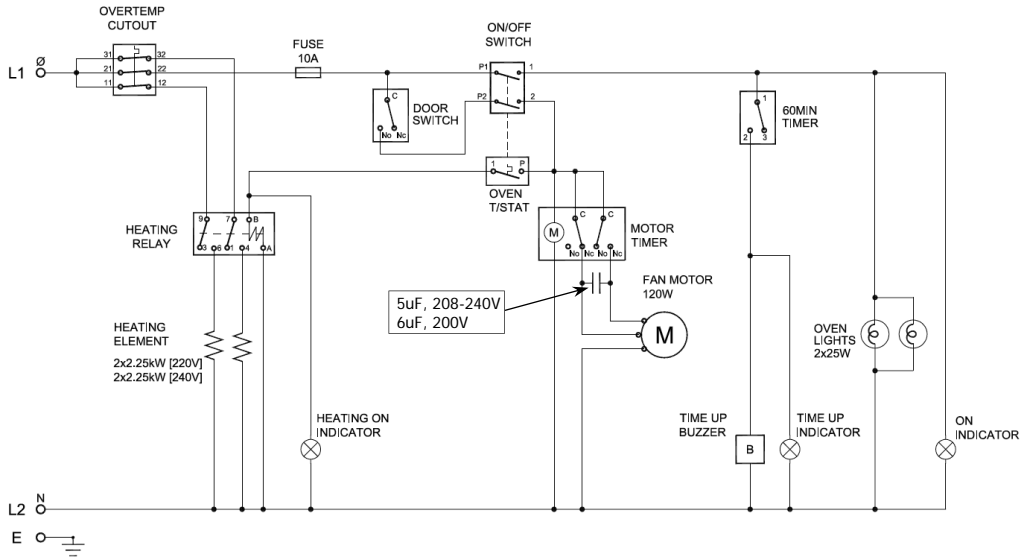 OVERTEMP
CUTOUT
31 32
21 22
11 12
L1
Ø
FUSE
10A
ON/OFF
SWITCH
P1 1
P2 2
C
DOOR
SWITCH
No Nc
1
60MIN
TIMER
2 3
1 P
OVEN
T/STAT
9 7 B
HEATING
RELAY
3 6 1 4 A
C C
M
MOTOR
TIMER
No Nc No Nc
FAN MOTOR
120W
5uF, 208-240V
6uF, 200V
M
HEATING
ELEMENT
2x2.25kW [220V]
2x2.25kW [240V]
OVEN
LIGHTS
2x25W
HEATING ON
INDICATOR
TIME UP
BUZZER
B
TIME UP
INDICATOR
ON
INDICATOR
N
L2
E